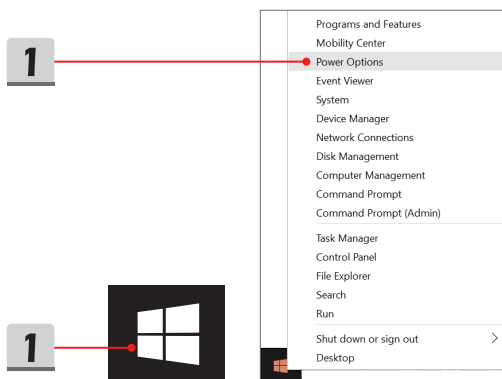 1
Programs and Features
Mobility Center
Power Options
Event Viewer
System
Device Manager
Network Connections
Disk Management
Computer Management
Command Prompt
Command Prompt (Admin)
Task Manager
Control Panel
File Explorer
Search
Run
Shut down or sign out
Desktop
1